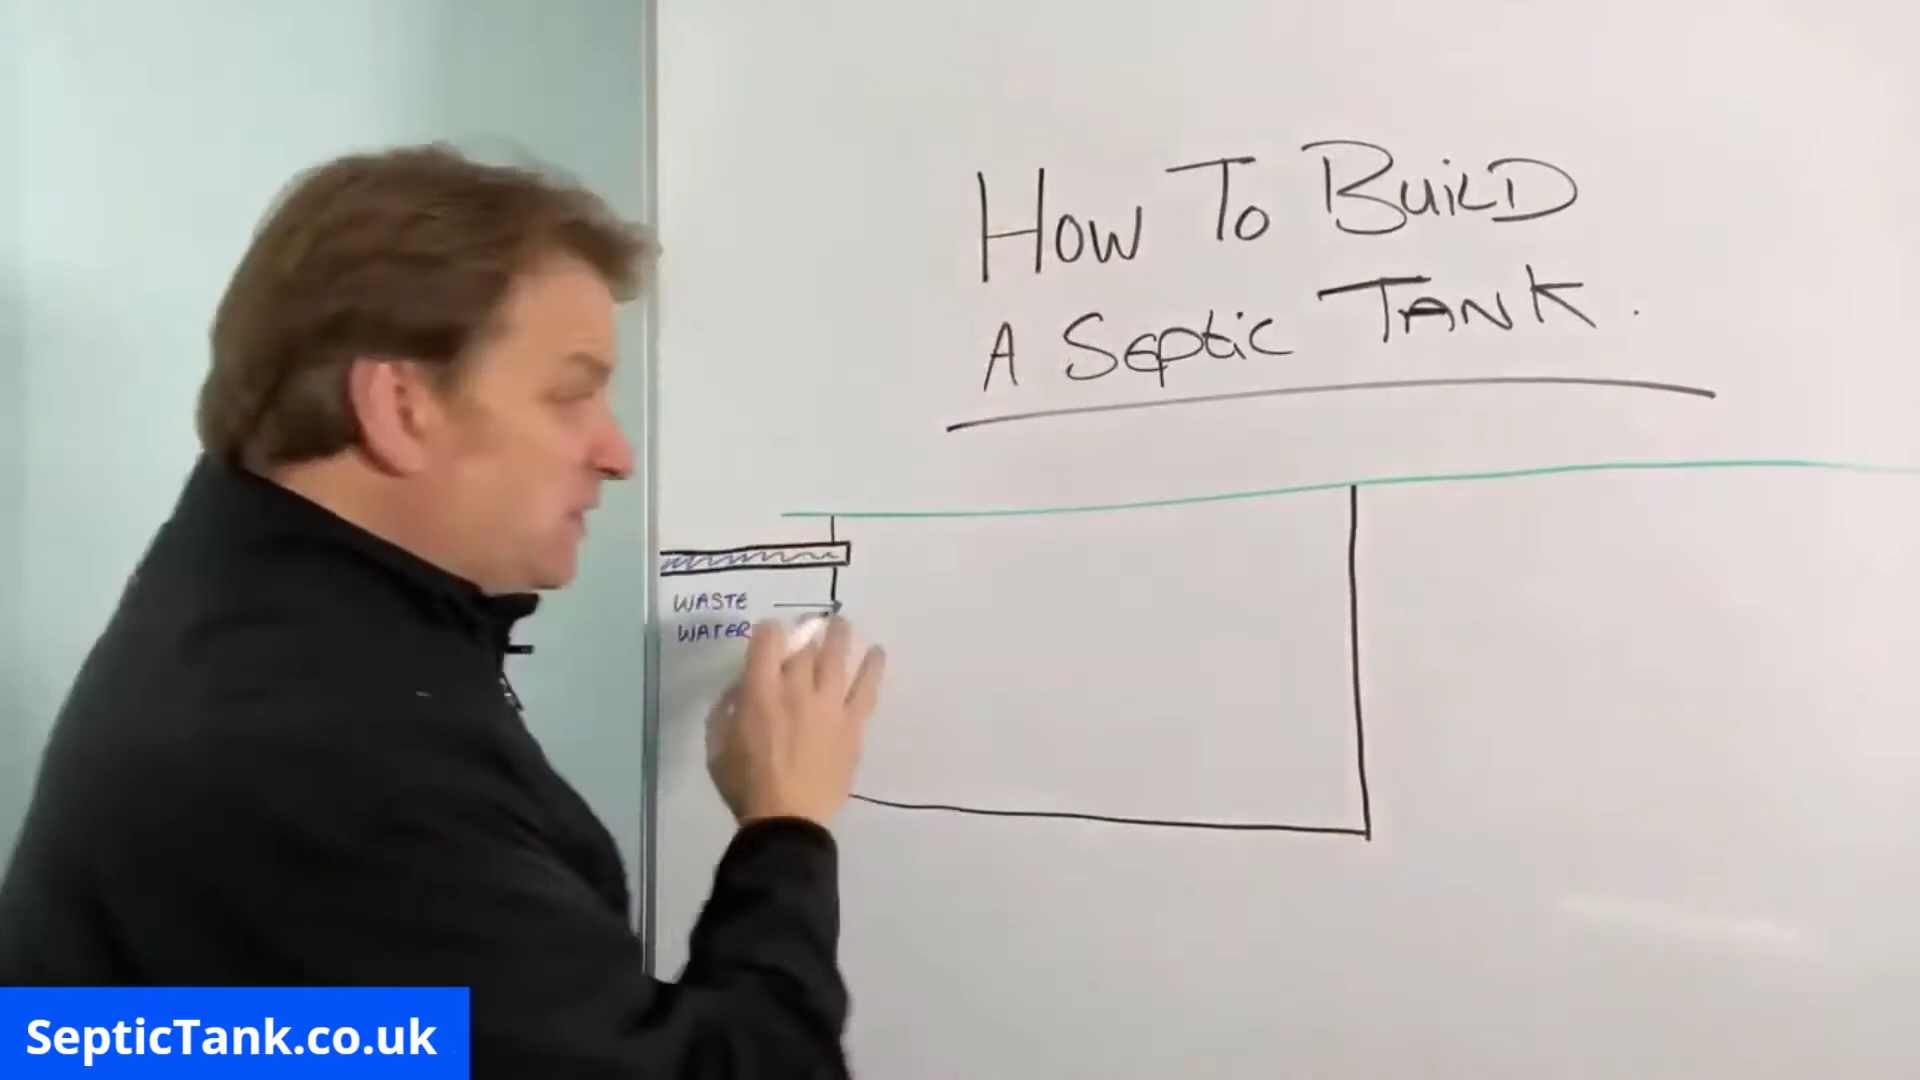 How To BuilD
A Septic TANK.
WASTE
WATER
SepticTank.co.uk